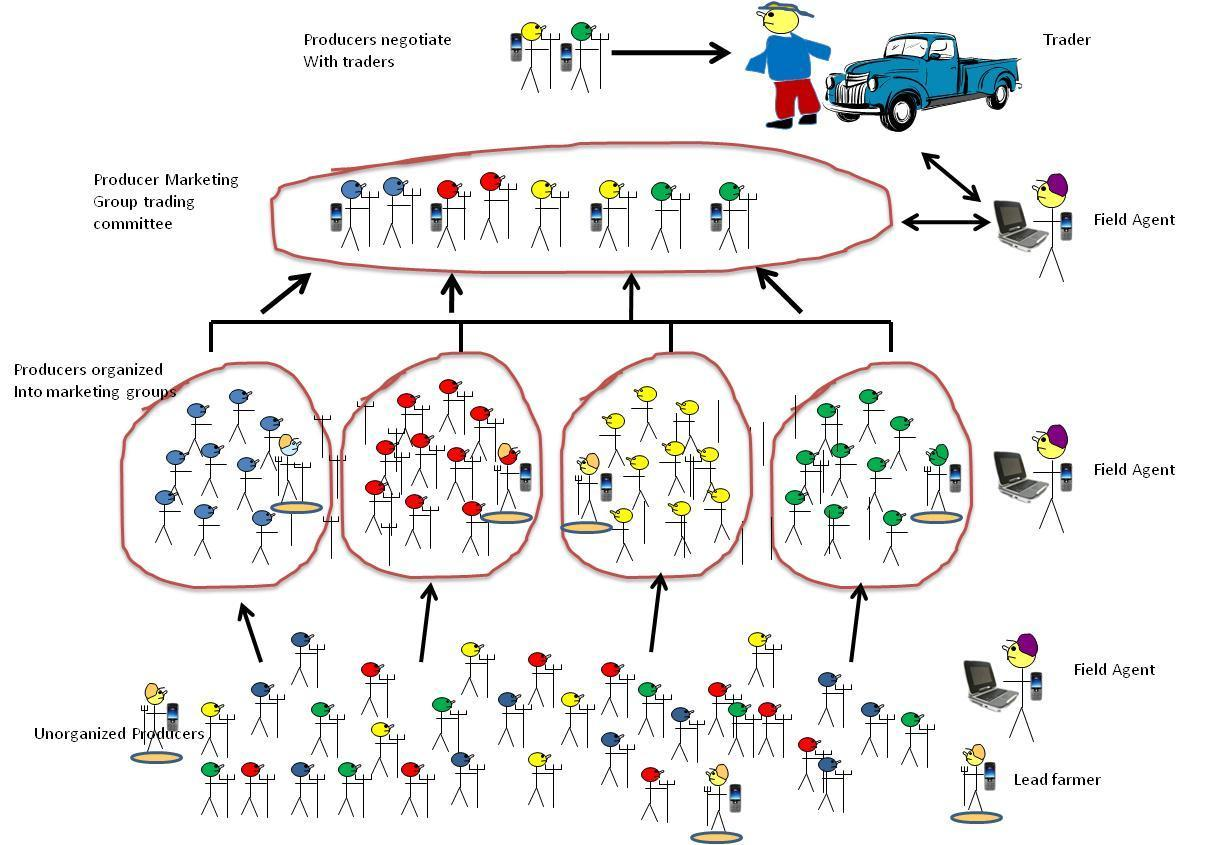 Producers negotiate
With traders
Trader
Producer Marketing
Group trading
committee
Field Agent
Producers organized
Into marketing groups
Field Agent
Field Agent
Unorganized Producers
Lead farmer